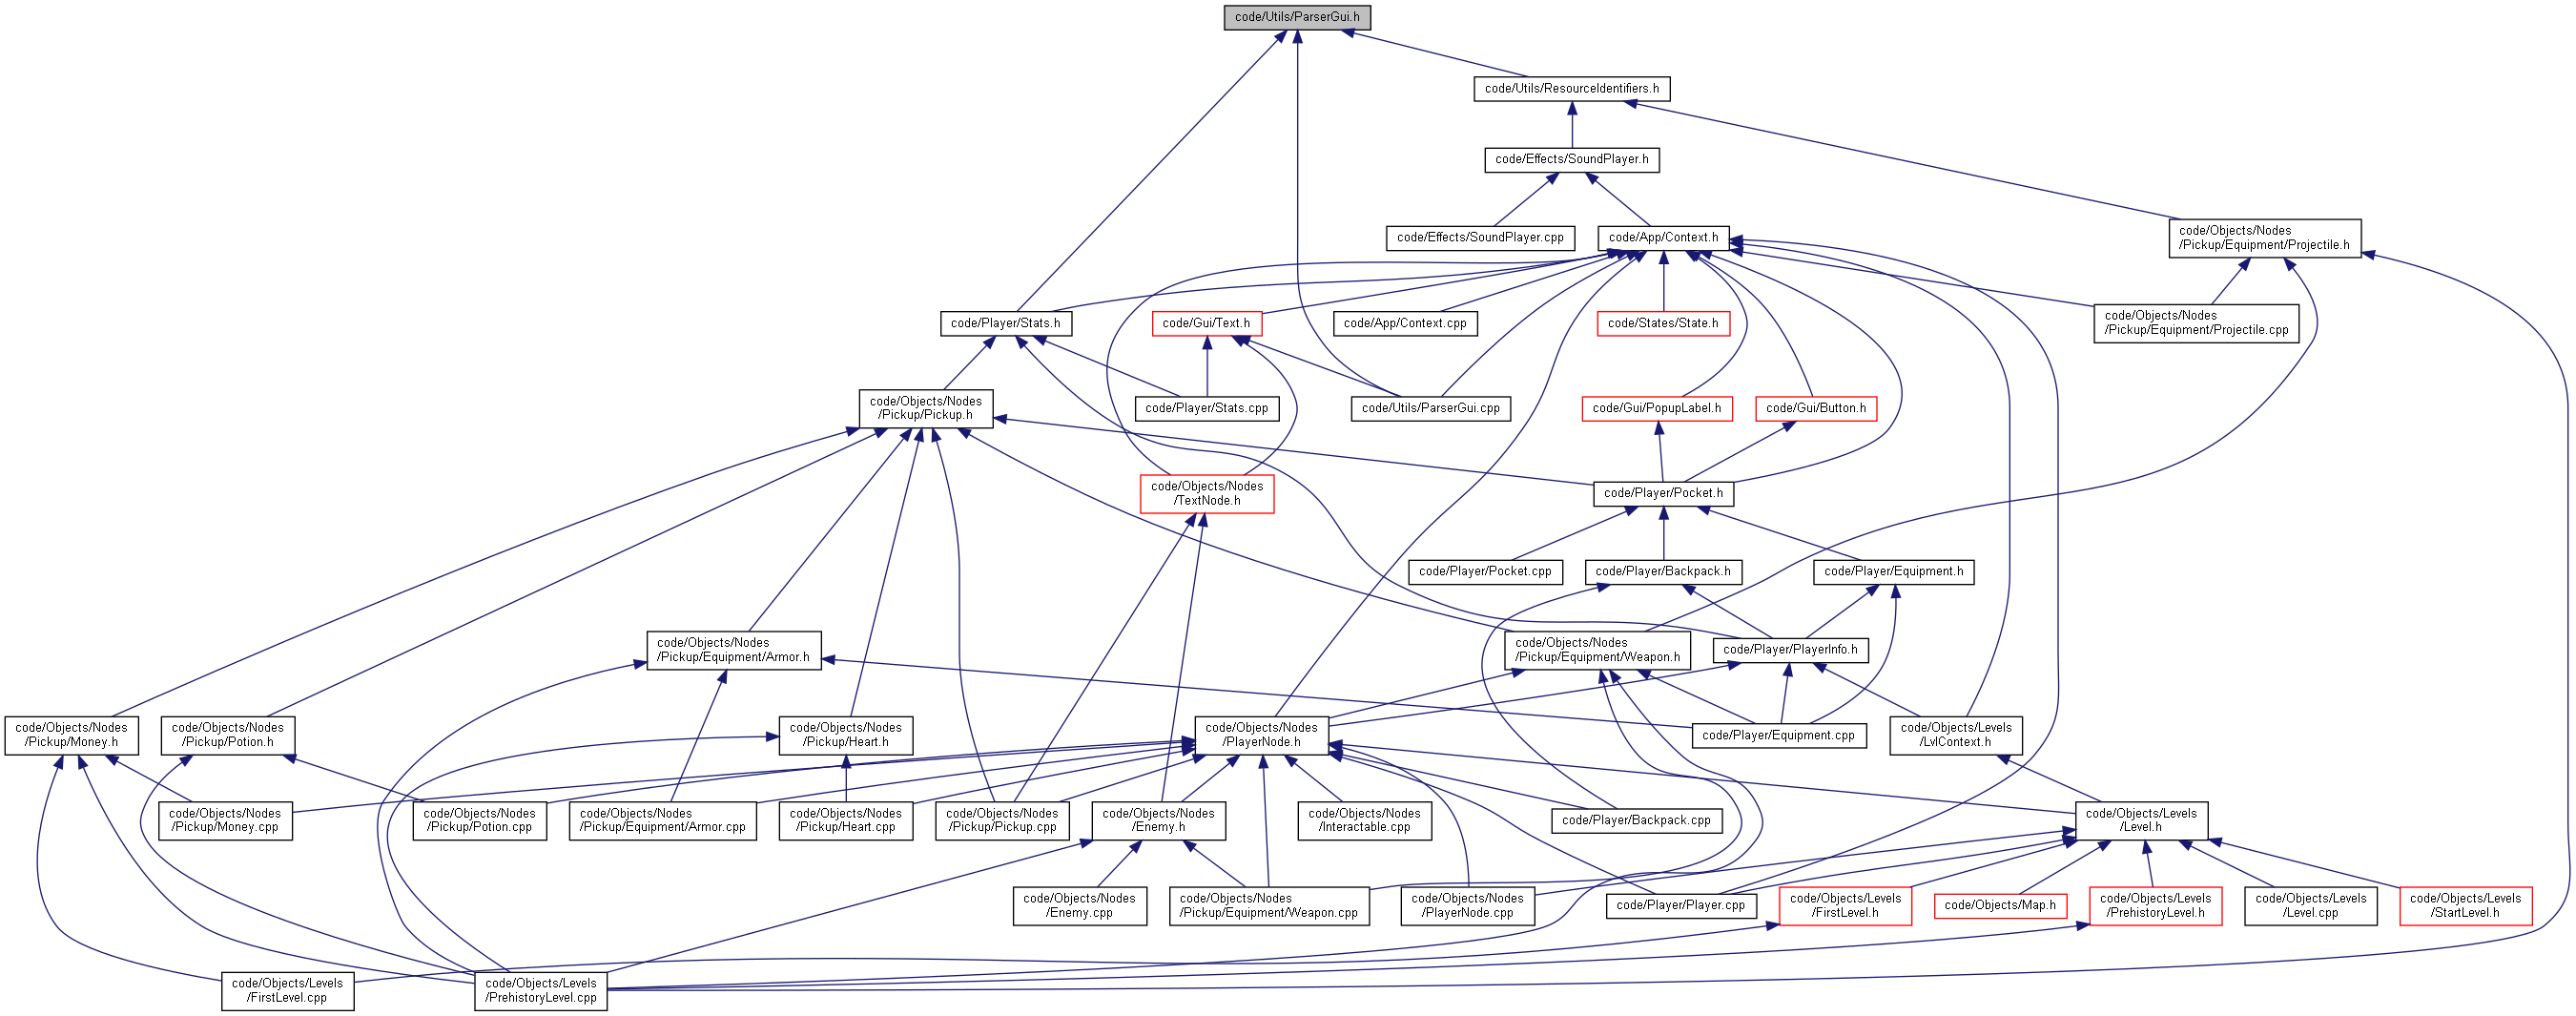 code/Utils/ParserGui.h
code/Utils/ResourceIdentifiers.h
code/Effects/SoundPlayer.h
code/Effects/SoundPlayer.cpp
code/App/Context.h
code/Objects/Nodes
/Pickup/Equipment/Projectile.h
code/Player/Stats.h
code/Gui/Text.h
code/App/Context.cpp
code/States/State.h
code/Objects/Nodes
/Pickup/Equipment/Projectile.cpp
code/Objects/Nodes
/Pickup/Pickup.h
code/Player/Stats.cpp
code/Utils/ParserGui.cpp
code/Gui/PopupLabel.h
code/Gui/Button.h
code/Objects/Nodes
/TextNode.h
code/Player/Pocket.h
code/Player/Pocket.cpp
code/Player/Backpack.h
code/Player/Equipment.h
code/Objects/Nodes
/Pickup/Equipment/Armor.h
code/Objects/Nodes
/Pickup/Equipment/Weapon.h
code/Player/PlayerInfo.h
code/Objects/Nodes
/Pickup/Money.h
code/Objects/Nodes
/Pickup/Potion.h
code/Objects/Nodes
/Pickup/Heart.h
code/Objects/Nodes
/PlayerNode.h
code/Player/Equipment.cpp
code/Objects/Levels
/LvlContext.h
code/Objects/Nodes
/Pickup/Money.cpp
code/Objects/Nodes
/Pickup/Potion.cpp
code/Objects/Nodes
/Pickup/Equipment/Armor.cpp
code/Objects/Nodes
/Pickup/Heart.cpp
code/Objects/Nodes
/Pickup/Pickup.cpp
code/Objects/Nodes
/Enemy.h
code/Objects/Nodes
/Interactable.cpp
code/Player/Backpack.cpp
code/Objects/Levels
/Level.h
code/Objects/Nodes
/Enemy.cpp
code/Objects/Nodes
/Pickup/Equipment/Weapon.cpp
code/Objects/Nodes
/PlayerNode.cpp
code/Player/Player.cpp
code/Objects/Levels
/FirstLevel.h
code/Objects/Map.h
code/Objects/Levels
/PrehistoryLevel.h
code/Objects/Levels
/Level.cpp
code/Objects/Levels
/StartLevel.h
code/Objects/Levels
/FirstLevel.cpp
code/Objects/Levels
/PrehistoryLevel.cpp